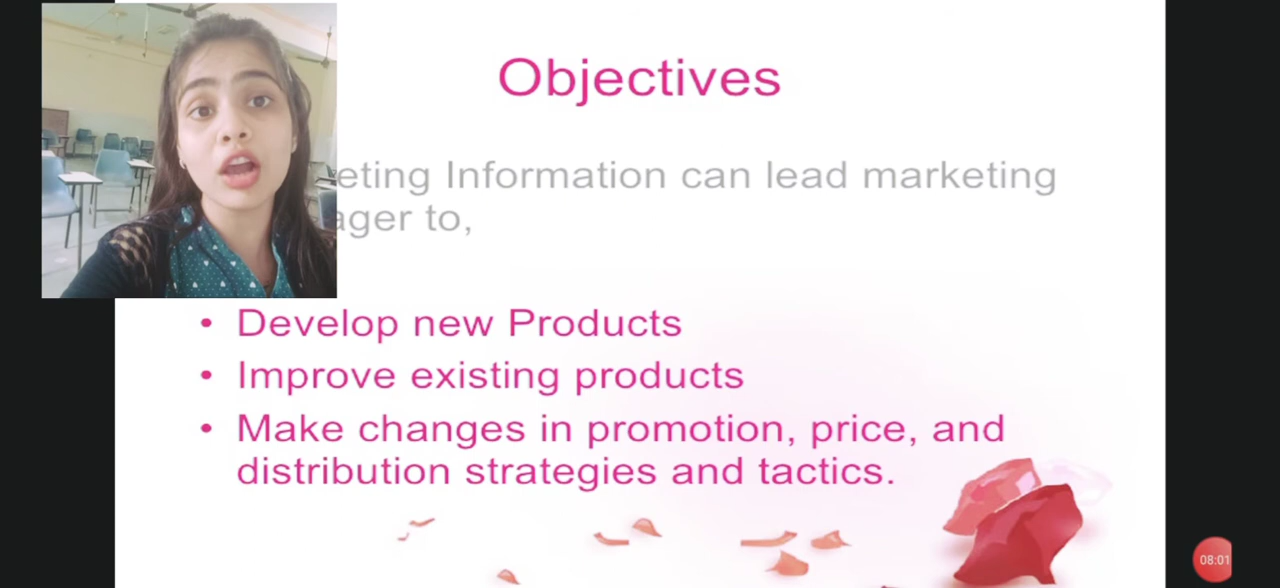 Objectives
eting Information can lead marketing
ager to,
• Develop new Products
• Improve existing products
• Make changes in promotion, price, and
distribution strategies and tactics.
08:01